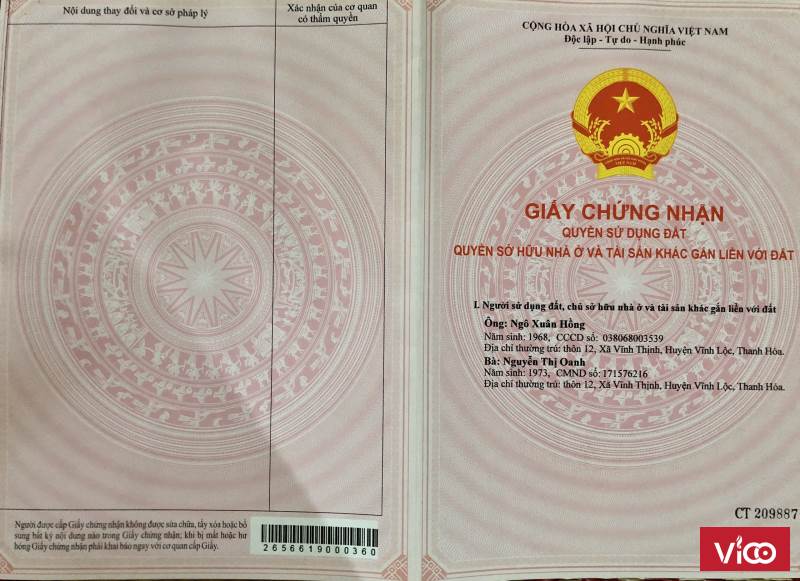 Nội dung thay đổi và cơ sở pháp lý
Xác nhận của cơ quan
có thẩm quyền
Người được cấp Giấy chứng nhận không được sửa chữa, tẩy xóa hoặc bổ
sung bất kỳ nội dung nào trong Giấy chứng nhận; khi bị mất hoặc hư
hỏng Giấy chứng nhận phải khai báo ngay với cơ quan cấp Giấy.
2656619000360
CỘNG HÒA XÃ HỘI CHỦ NGHĨA VIỆT NAM
Độc lập - Tự do - Hạnh phúc
VIỆT NAM
GIẤY CHỨNG NHẬN
QUYỀN SỬ DỤNG ĐẤT
QUYỀN SỞ HỮU NHÀ Ở VÀ TÀI SẢN KHÁC GẮN LIỀN VỚI ĐẤT
I. Người sử dụng đất, chủ sở hữu nhà ở và tài sản khác gắn liền với đất
Ông: Ngô Xuân Hồng
Năm sinh: 1968, CCCD số: 038068003539
Địa chỉ thường trú: thôn 12, Xã Vĩnh Thịnh, Huyện Vĩnh Lộc, Thanh Hóa.
Bà: Nguyễn Thị Oanh
Năm sinh: 1973, CMND số: 171576216
Địa chỉ thường trú: thôn 12, Xã Vĩnh Thịnh, Huyện Vĩnh Lộc, Thanh Hóa.
CT 209887
vico